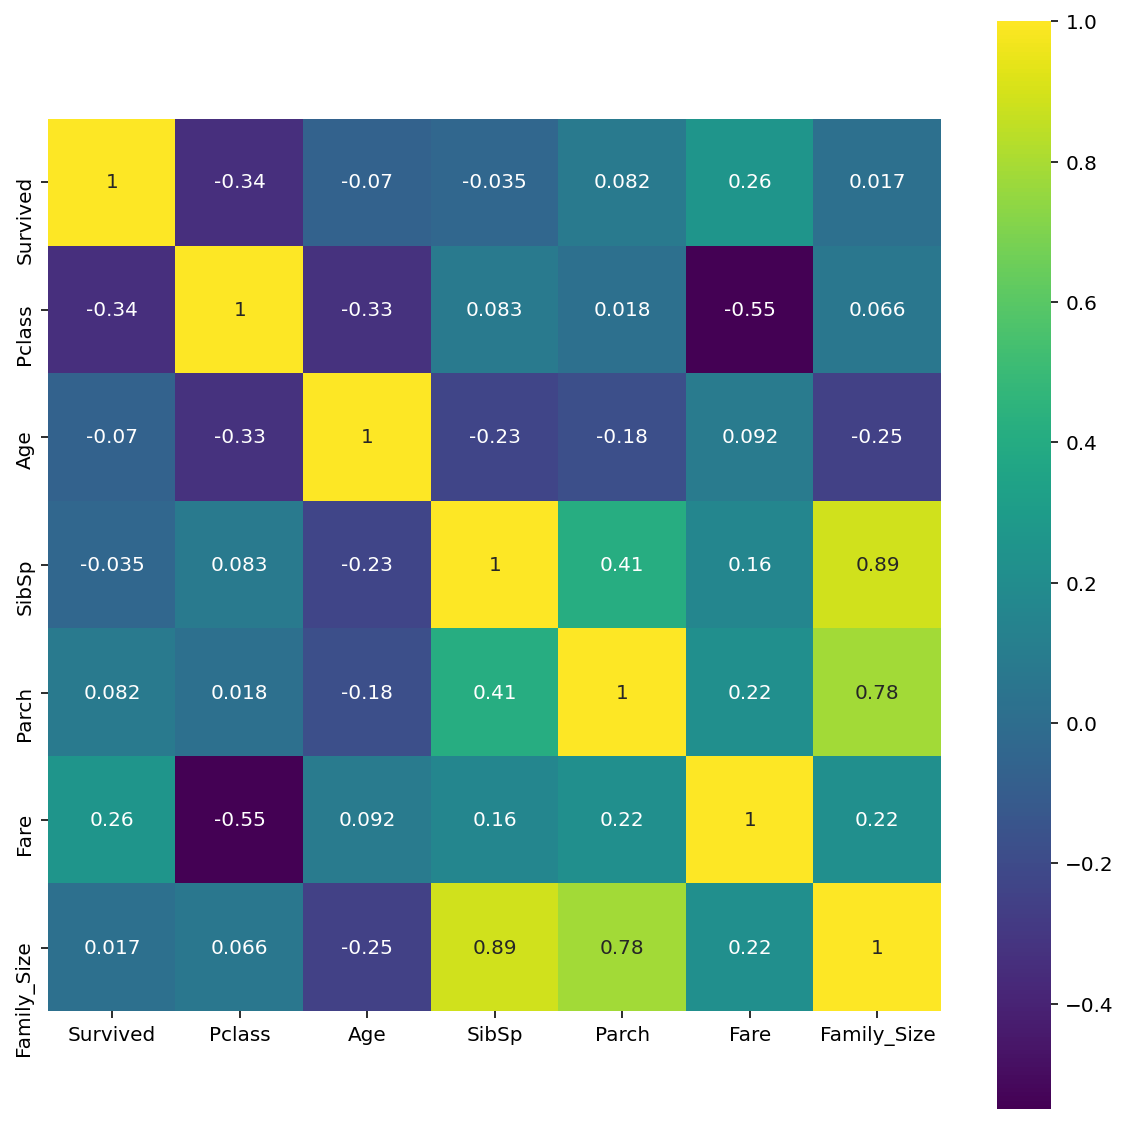 Survived 1 -0.34 -0.07 -0.035 0.082 0.26 0.017
Pclass -0.34 1 -0.33 0.083 0.018 -0.55 0.066
Age -0.07 -0.33 1 -0.23 -0.18 0.092 -0.25
SibSp -0.035 0.083 -0.23 1 0.41 0.16 0.89
Parch 0.082 0.018 -0.18 0.41 1 0.22 0.78
Fare 0.26 -0.55 0.092 0.16 0.22 1 0.22
Family_Size 0.017 0.066 -0.25 0.89 0.78 0.22 1
Survived Pclass Age SibSp Parch Fare Family_Size
1.0
0.8
0.6
0.4
0.2
0.0
−0.2
−0.4